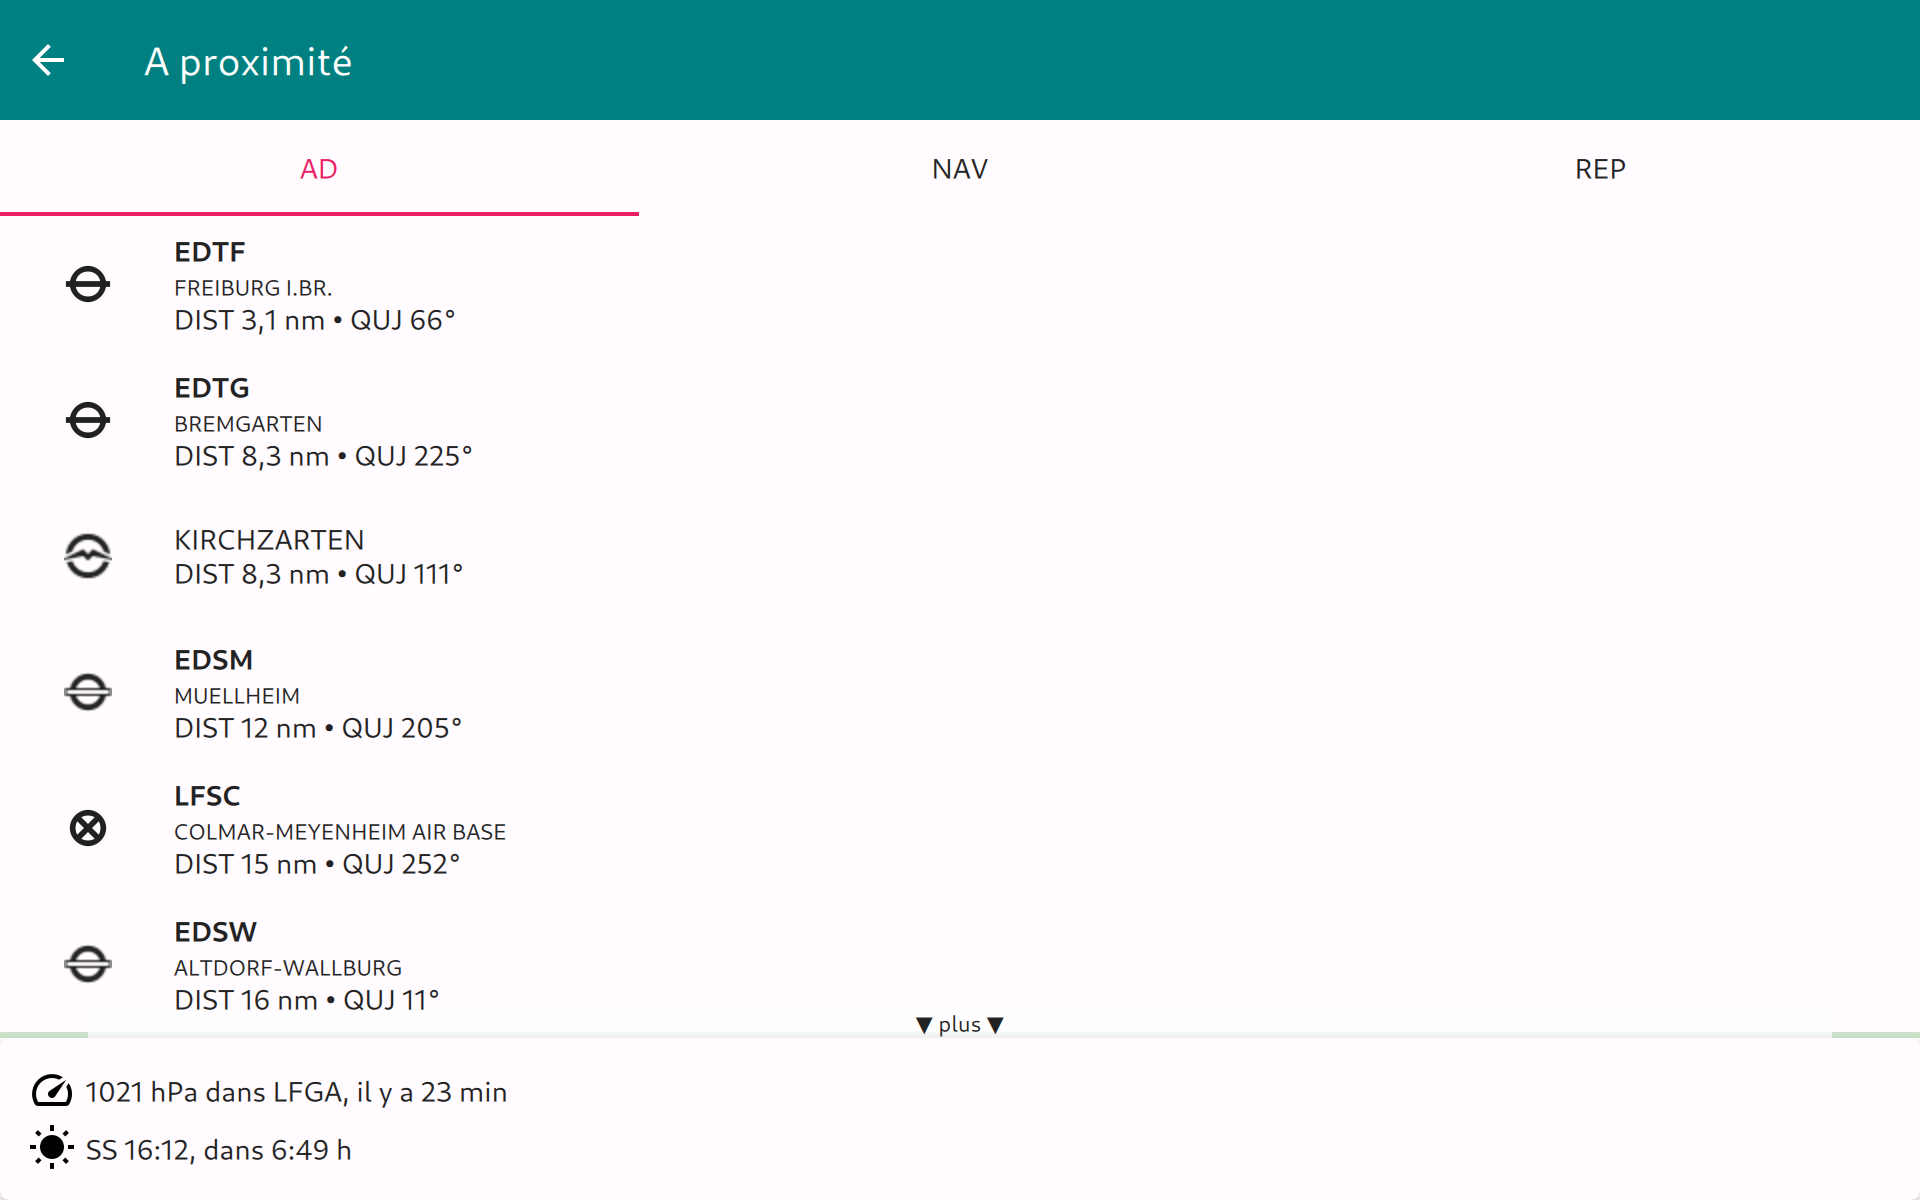 A proximité
AD
NAV
REP
EDTF
FREIBURG I.BR.
DIST 3,1 nm • QUJ 66°
EDTG
BREMGARTEN
DIST 8,3 nm • QUJ 225°
KIRCHZARTEN
DIST 8,3 nm • QUJ 111°
EDSM
MUELLHEIM
DIST 12 nm • QUJ 205°
LFSC
COLMAR-MEYENHEIM AIR BASE
DIST 15 nm • QUJ 252°
EDSW
ALTDORF-WALLBURG
DIST 16 nm • QUJ 11°
▼ plus ▼
1021 hPa dans LFGA, il y a 23 min
SS 16:12, dans 6:49 h